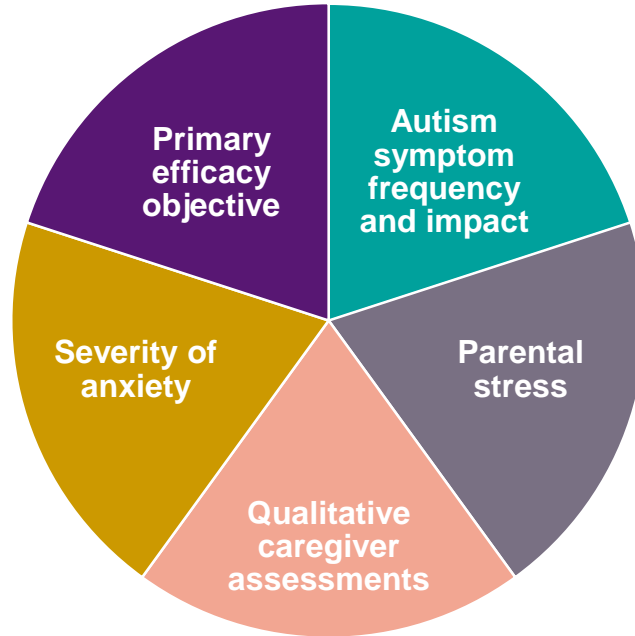 Primary
efficacy
objective
Autism
symptom
frequency
and impact
Severity of
anxiety
Parental
stress
Qualitative
caregiver
assessments